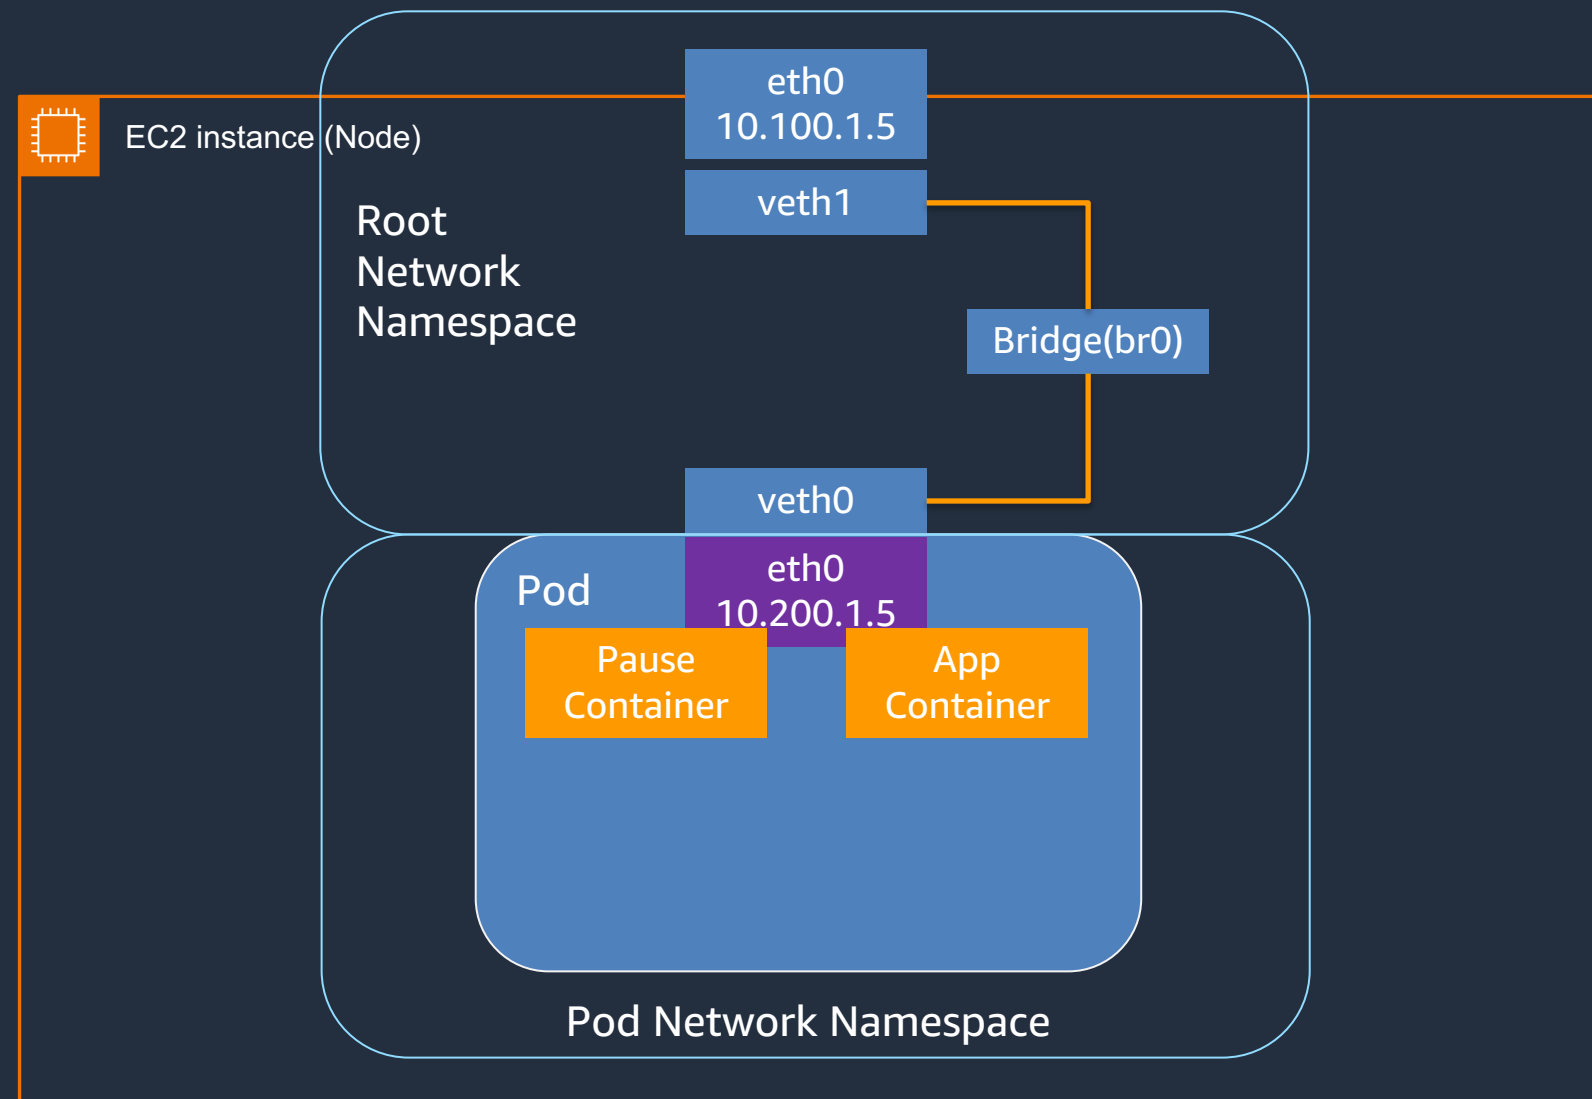 eth0
10.100.1.5
EC2 instance (Node)
veth1
Root
Network
Namespace
Bridge(br0)
veth0
Pod
eth0
10.200.1.5
Pause
Container
App
Container
Pod Network Namespace